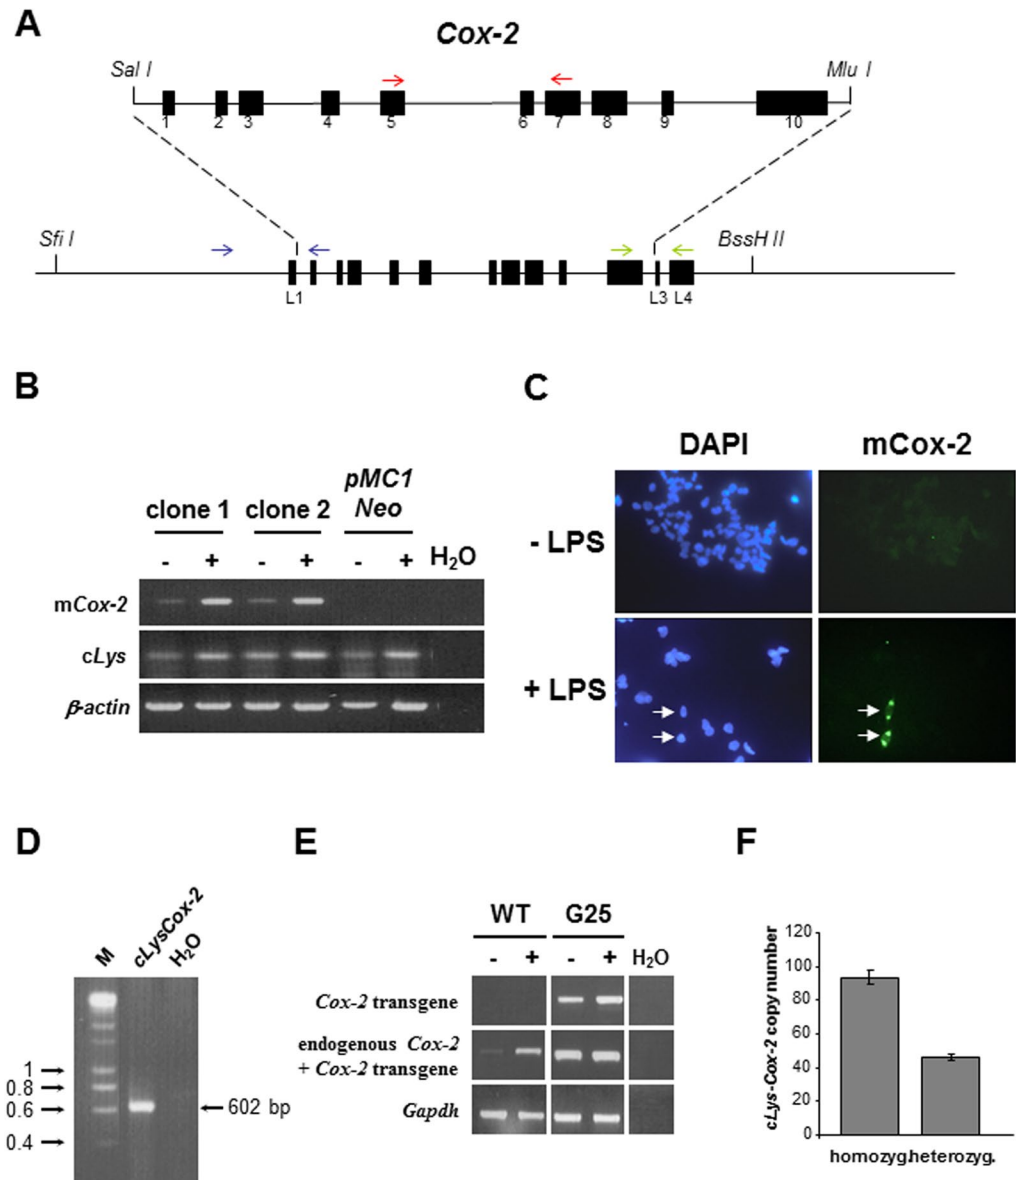 A
Cox-2
Sal I
Mlu I
1 2 3 4 5 6 7 8 9 10
Sfi I
BssH II
L1 L3 L4
B
clone 1 clone 2 pMC1 Neo
- + - + - + H₂O
mCox-2
cLys
β-actin
C
DAPI mCox-2
- LPS
+ LPS
D
M cLysCox-2 H₂O
1
0.8
0.6
0.4
602 bp
E
WT G25
- + - + H₂O
Cox-2 transgene
endogenous Cox-2
+ Cox-2 transgene
Gapdh
F
cLys-Cox-2 copy number
120
100
80
60
40
20
0
homozyg.heterozyg.